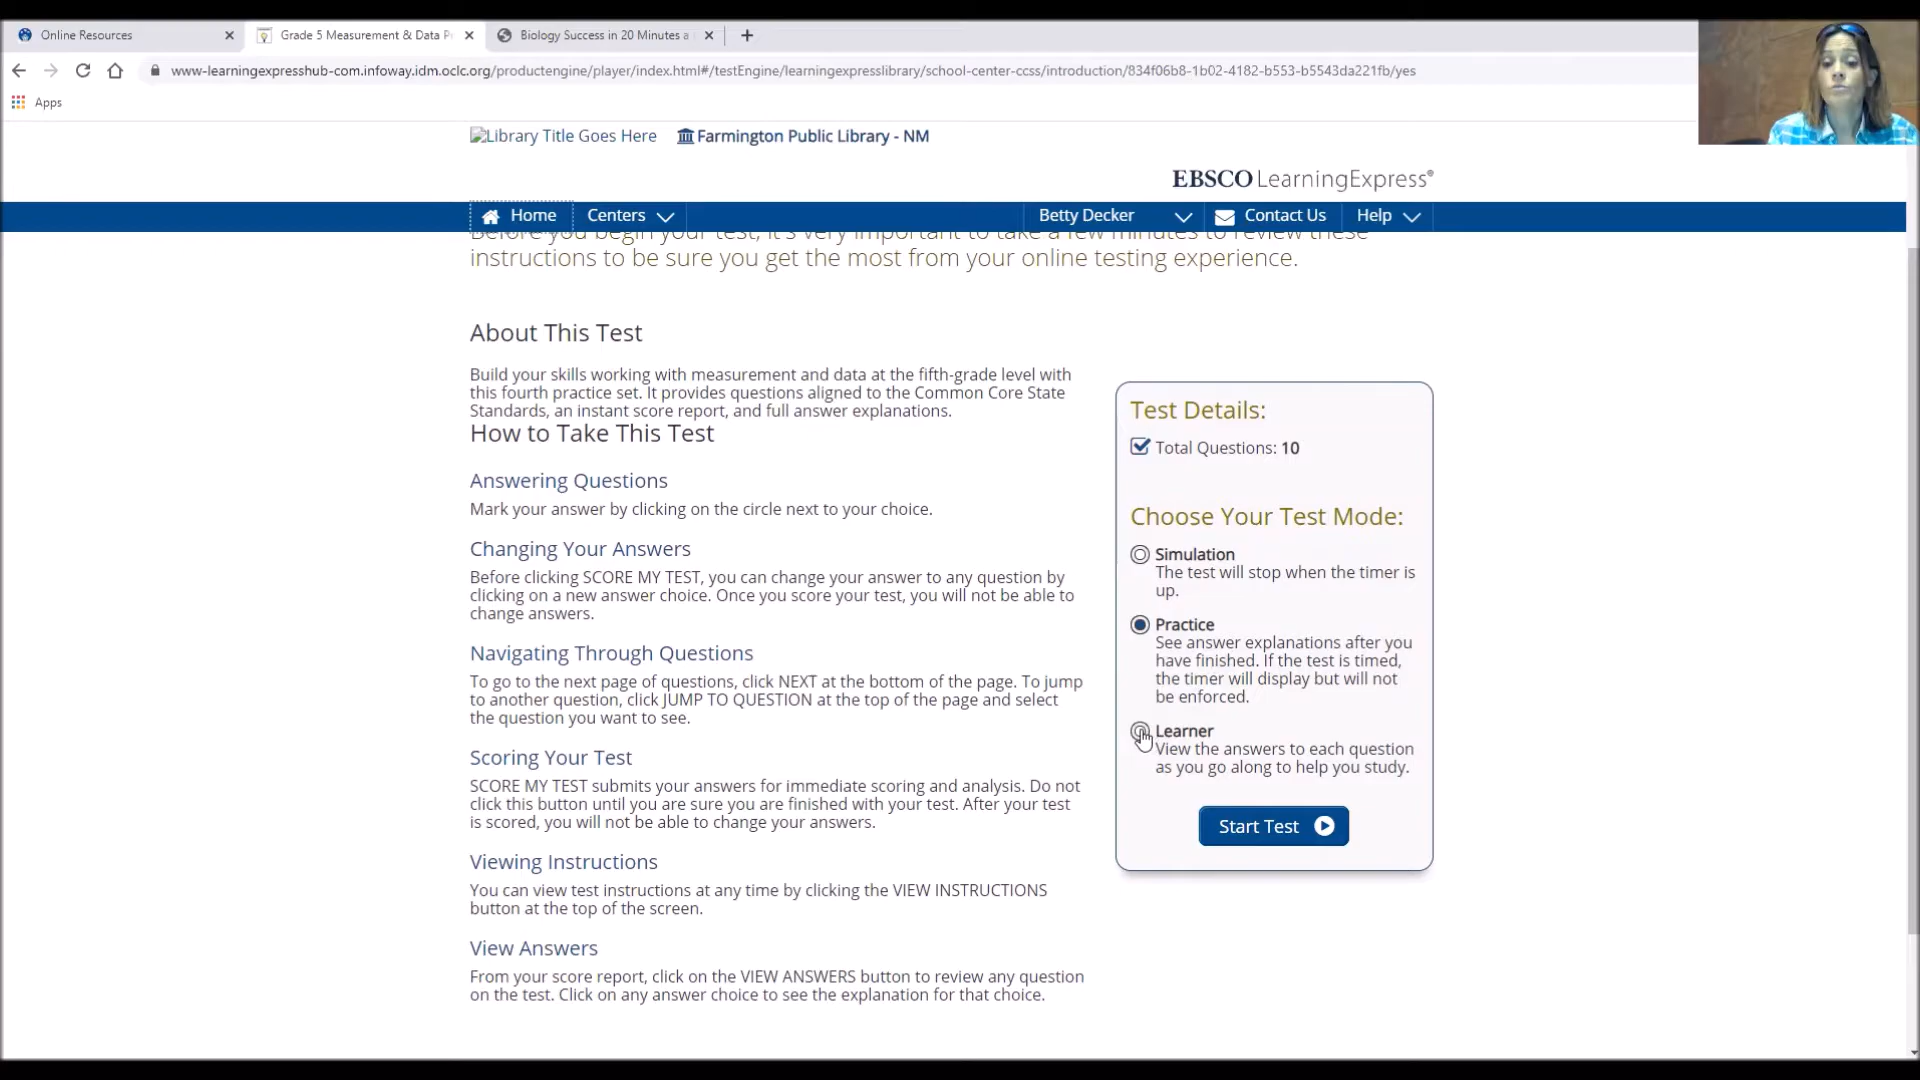 Online Resources
Grade 5 Measurement & Data P
Biology Success in 20 Minutes a
www-learningexpresshub-com.infoway.idm.oclc.org/productengine/player/index.html#/testEngine/learningexpresslibrary/school-center-ccss/introduction/834f06b8-1b02-4182-b553-b5543da221fb/yes
Apps
Library Title Goes Here
Farmington Public Library - NM
EBSCO LearningExpress®
Home
Centers
Betty Decker
Contact Us
Help
Before you begin your test, it's very important to take a few minutes to review these
instructions to be sure you get the most from your online testing experience.
About This Test
Build your skills working with measurement and data at the fifth-grade level with
this fourth practice set. It provides questions aligned to the Common Core State
Standards, an instant score report, and full answer explanations.
How to Take This Test
Answering Questions
Mark your answer by clicking on the circle next to your choice.
Changing Your Answers
Before clicking SCORE MY TEST, you can change your answer to any question by
clicking on a new answer choice. Once you score your test, you will not be able to
change answers.
Navigating Through Questions
To go to the next page of questions, click NEXT at the bottom of the page. To jump
to another question, click JUMP TO QUESTION at the top of the page and select
the question you want to see.
Scoring Your Test
SCORE MY TEST submits your answers for immediate scoring and analysis. Do not
click this button until you are sure you are finished with your test. After your test
is scored, you will not be able to change your answers.
Viewing Instructions
You can view test instructions at any time by clicking the VIEW INSTRUCTIONS
button at the top of the screen.
View Answers
From your score report, click on the VIEW ANSWERS button to review any question
on the test. Click on any answer choice to see the explanation for that choice.
Test Details:
Total Questions: 10
Choose Your Test Mode:
Simulation
The test will stop when the timer is
up.
Practice
See answer explanations after you
have finished. If the test is timed,
the timer will display but will not
be enforced.
Learner
View the answers to each question
as you go along to help you study.
Start Test